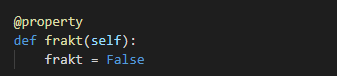 @property
def frakt(self):
    frakt = False